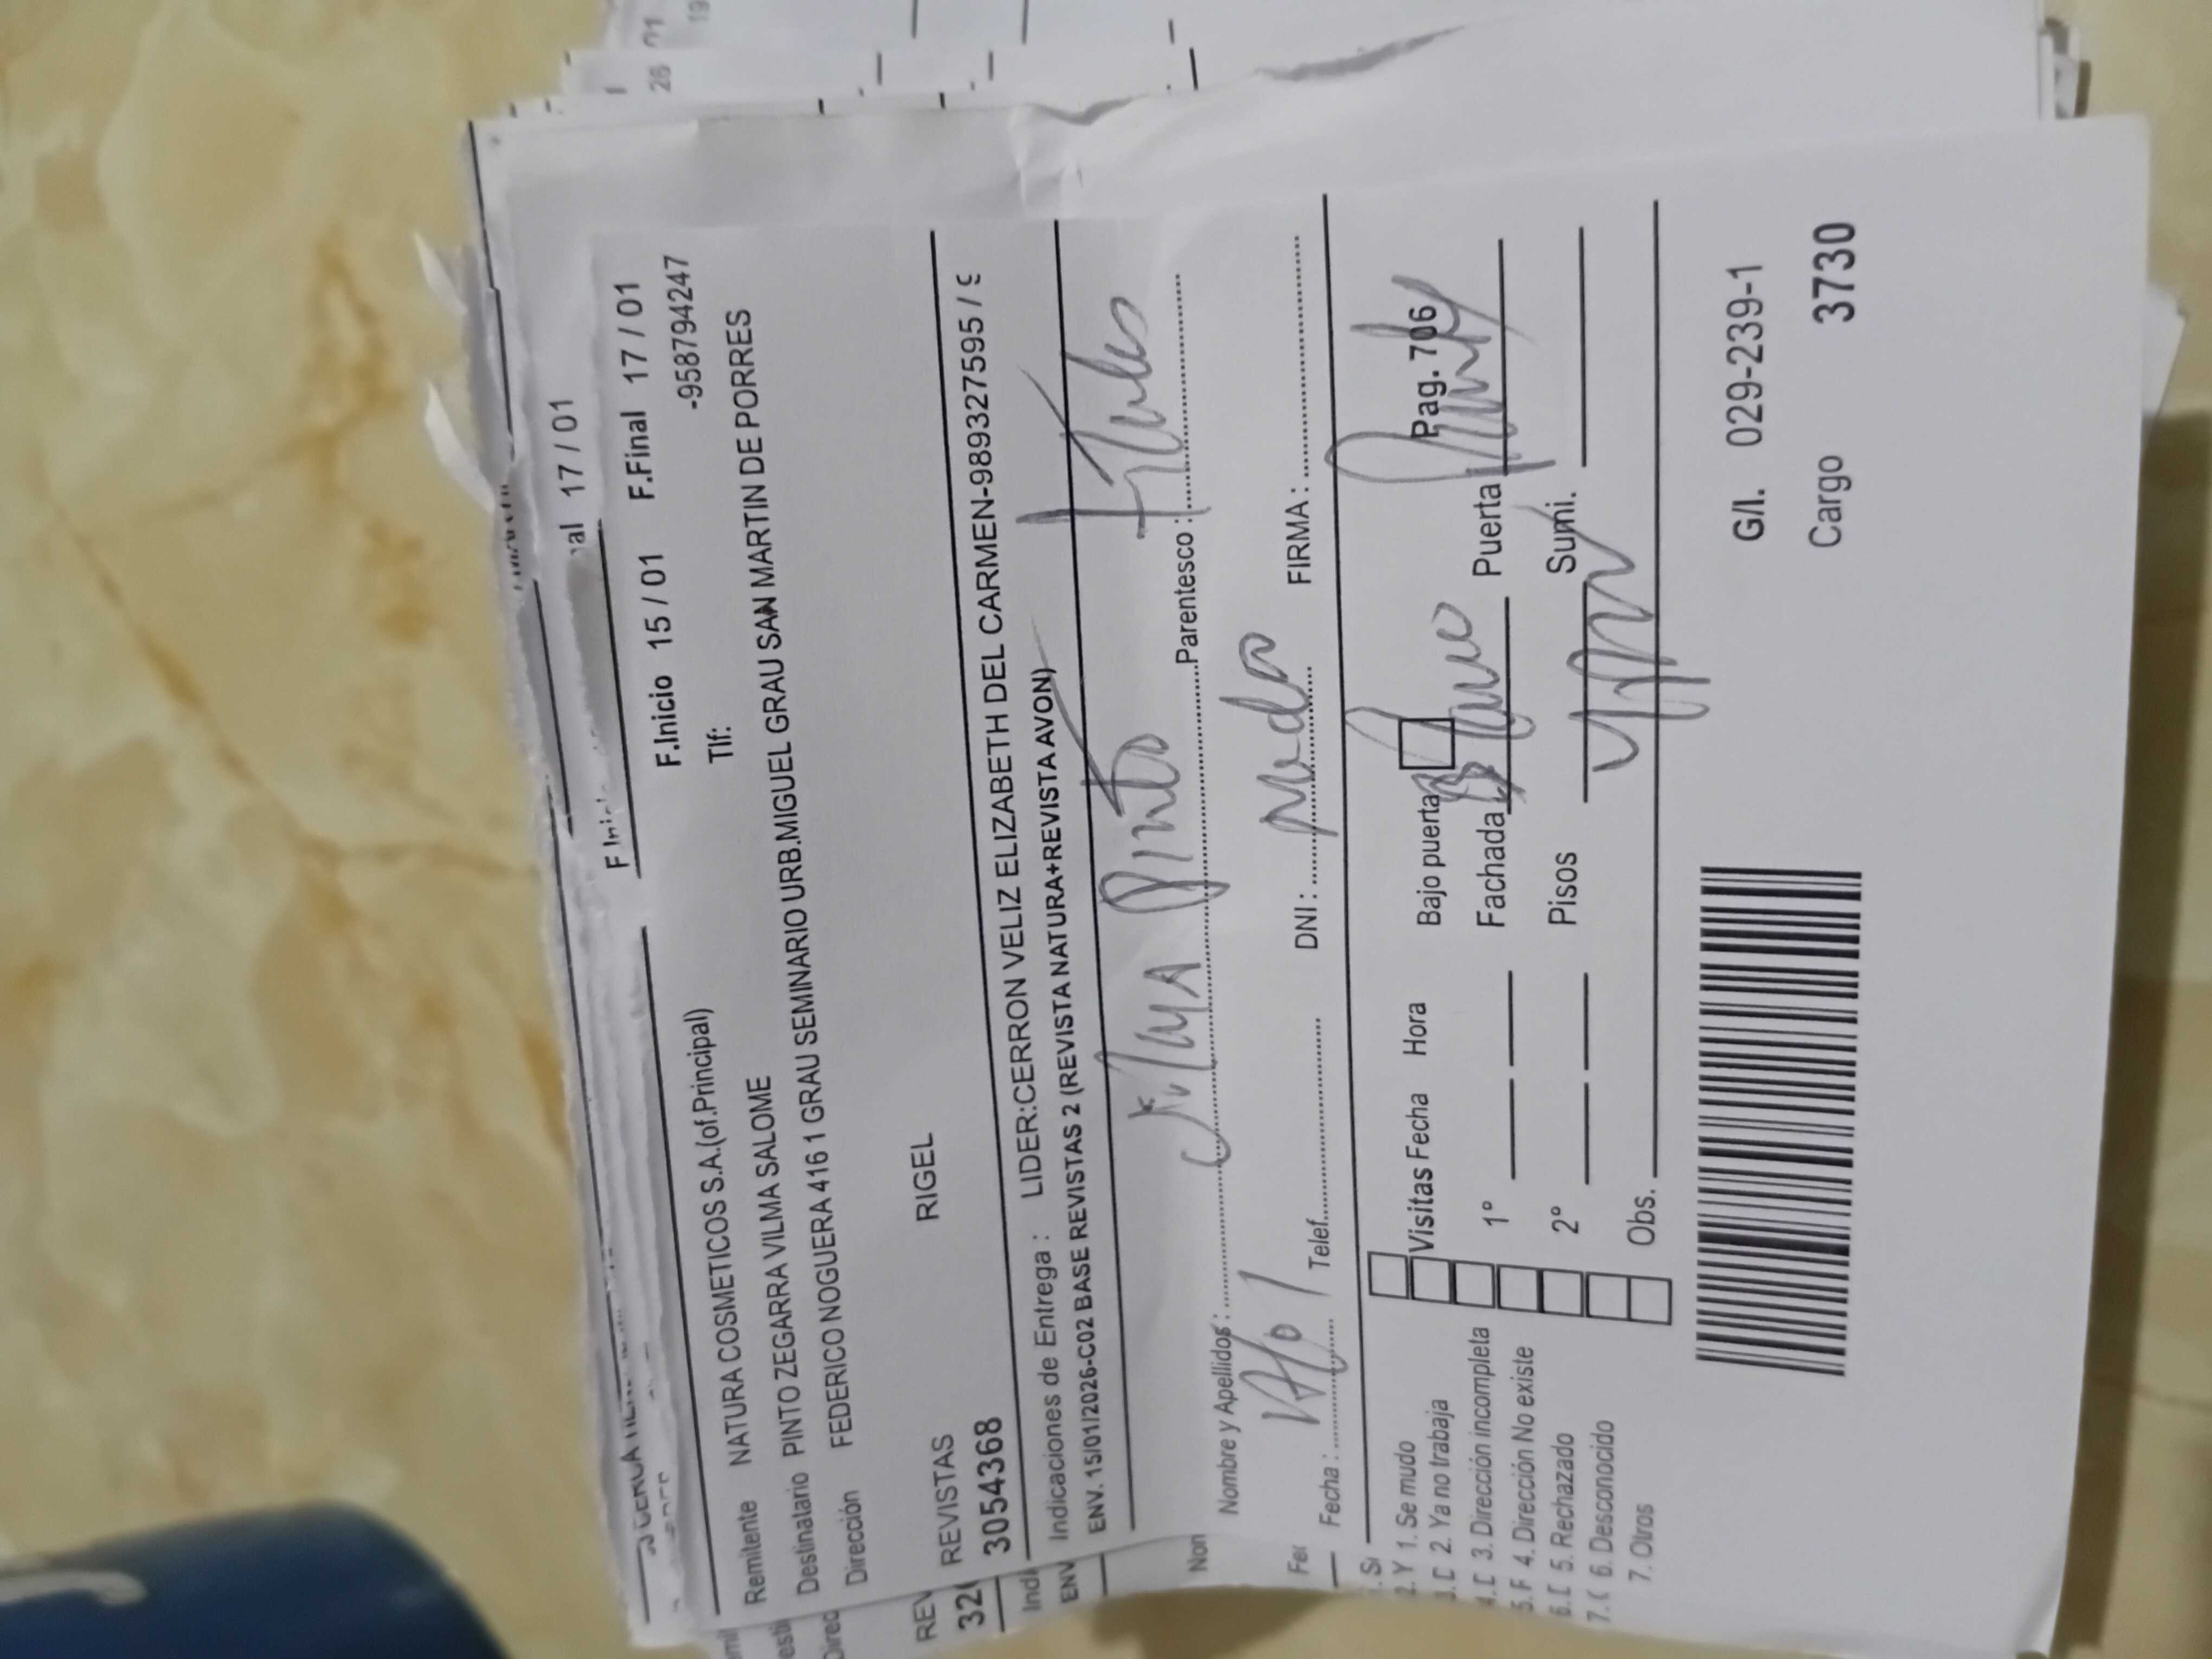 F.Inicio 15 / 01 F.Final 17 / 01
Remitente NATURA COSMETICOS S.A.(of.Principal) Tlf: -958794247
Destinatario PINTO ZEGARRA VILMA SALOME
Dirección FEDERICO NOGUERA 416 1 GRAU SEMINARIO URB.MIGUEL GRAU SAN MARTIN DE PORRES
REVISTAS RIGEL
3054368
Indicaciones de Entrega : LIDER:CERRON VELIZ ELIZABETH DEL CARMEN-989327595 / 9
ENV. 15/01/2026-C02 BASE REVISTAS 2 (REVISTA NATURA+REVISTA AVON)
Nombre y Apellidos : Pinto Parentesco :
Fecha : Telef. DNI : FIRMA :
1. Se mudo
2. Ya no trabaja Visitas Fecha Hora Bajo puerta Pag. 706
3. Dirección incompleta 1° Fachada Puerta
4. Dirección No existe
5. Rechazado 2° Pisos Sumi.
6. Desconocido
7. Otros Obs.
G/I. 029-239-1
Cargo 3730